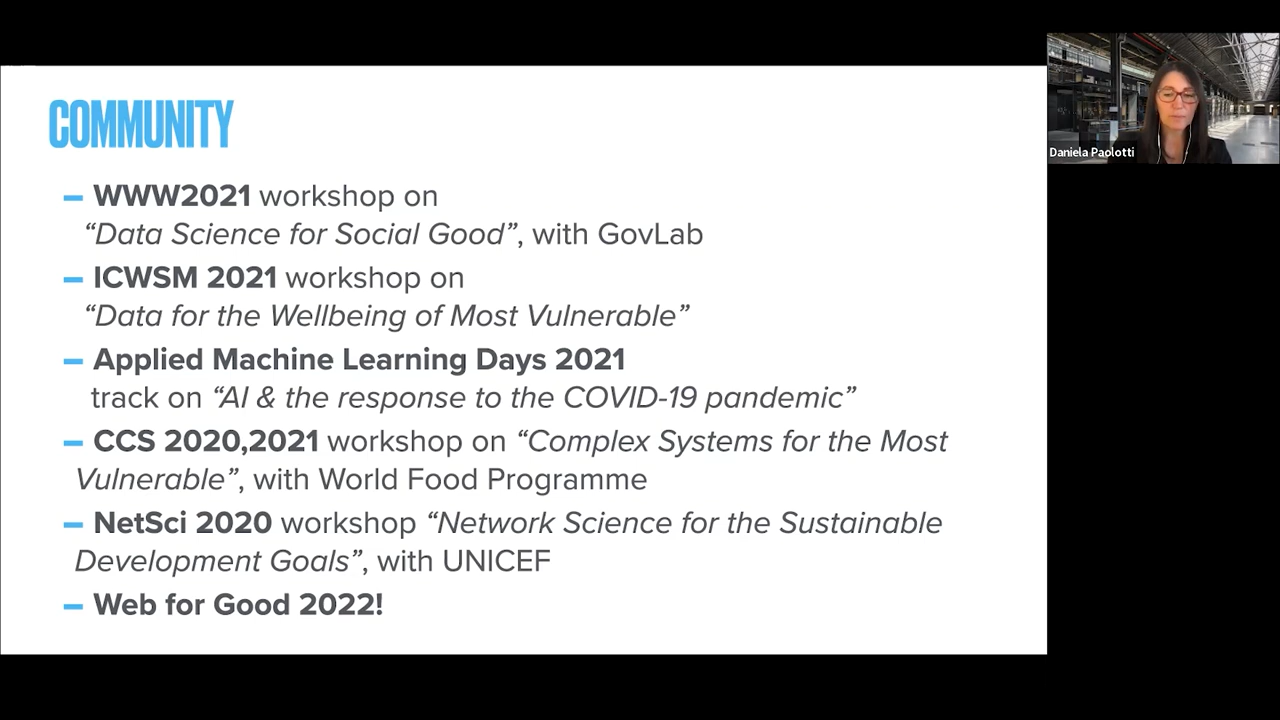 COMMUNITY
– WWW2021 workshop on
“Data Science for Social Good”, with GovLab
– ICWSM 2021 workshop on
“Data for the Wellbeing of Most Vulnerable”
– Applied Machine Learning Days 2021
track on “AI & the response to the COVID-19 pandemic”
– CCS 2020,2021 workshop on “Complex Systems for the Most
Vulnerable”, with World Food Programme
– NetSci 2020 workshop “Network Science for the Sustainable
Development Goals”, with UNICEF
– Web for Good 2022!
Daniela Paolotti